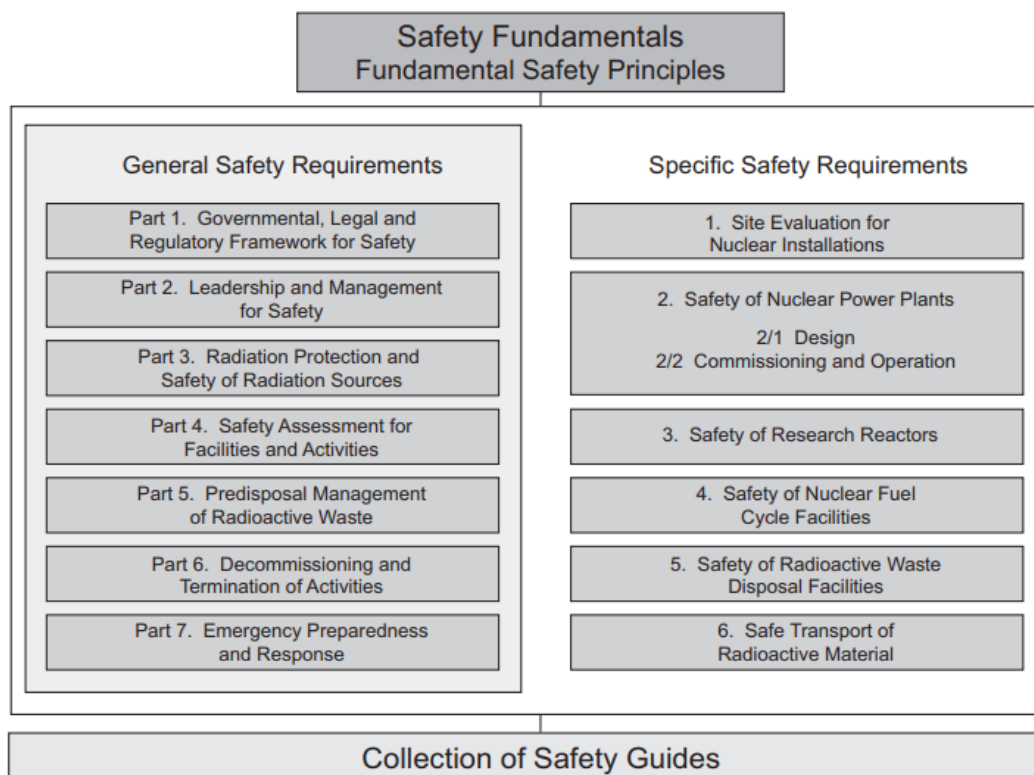 Safety Fundamentals
Fundamental Safety Principles
General Safety Requirements
Part 1. Governmental, Legal and
Regulatory Framework for Safety
Part 2. Leadership and Management
for Safety
Part 3. Radiation Protection and
Safety of Radiation Sources
Part 4. Safety Assessment for
Facilities and Activities
Part 5. Predisposal Management
of Radioactive Waste
Part 6. Decommissioning and
Termination of Activities
Part 7. Emergency Preparedness
and Response
Specific Safety Requirements
1. Site Evaluation for
Nuclear Installations
2. Safety of Nuclear Power Plants
2/1 Design
2/2 Commissioning and Operation
3. Safety of Research Reactors
4. Safety of Nuclear Fuel
Cycle Facilities
5. Safety of Radioactive Waste
Disposal Facilities
6. Safe Transport of
Radioactive Material
Collection of Safety Guides